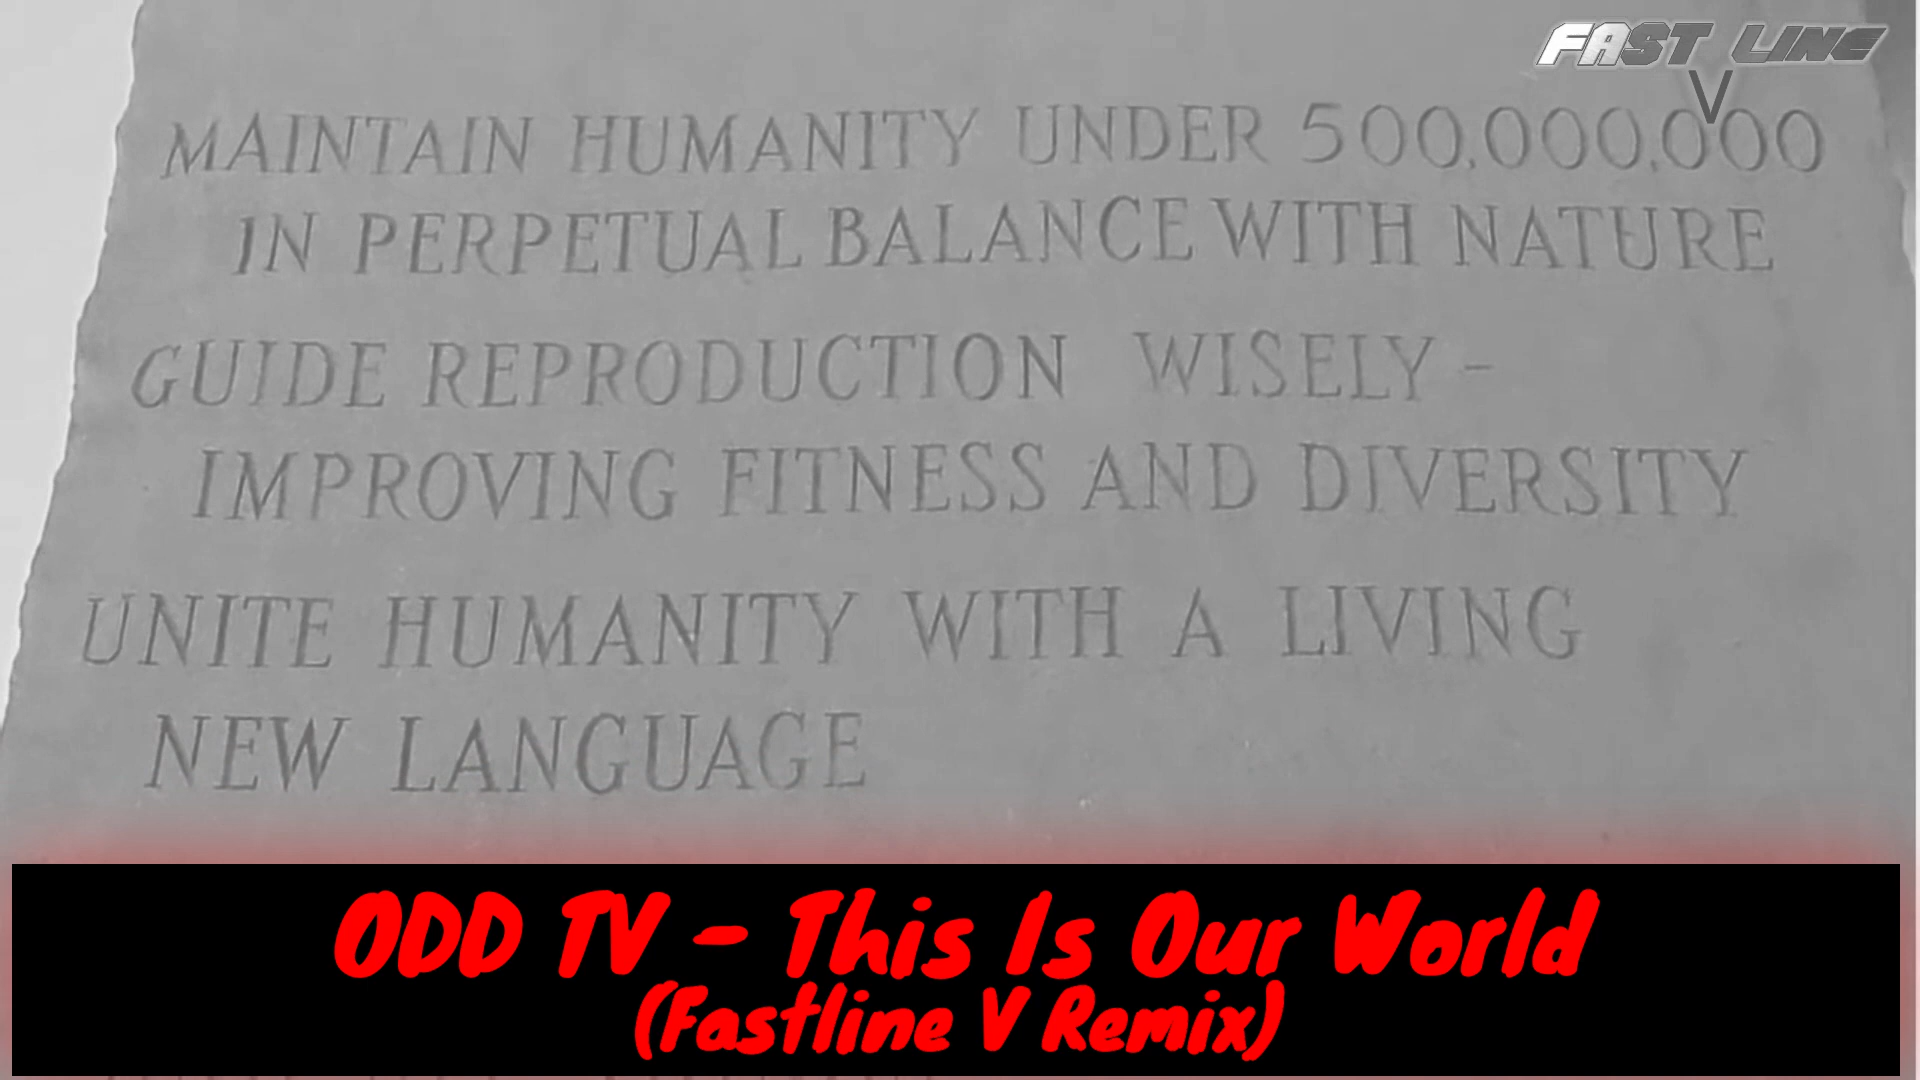 FAST LINE
V
MAINTAIN HUMANITY UNDER 500,000,000
IN PERPETUAL BALANCE WITH NATURE
GUIDE REPRODUCTION WISELY -
IMPROVING FITNESS AND DIVERSITY
UNITE HUMANITY WITH A LIVING
NEW LANGUAGE
ODD TV - This Is Our World
(Fastline V Remix)